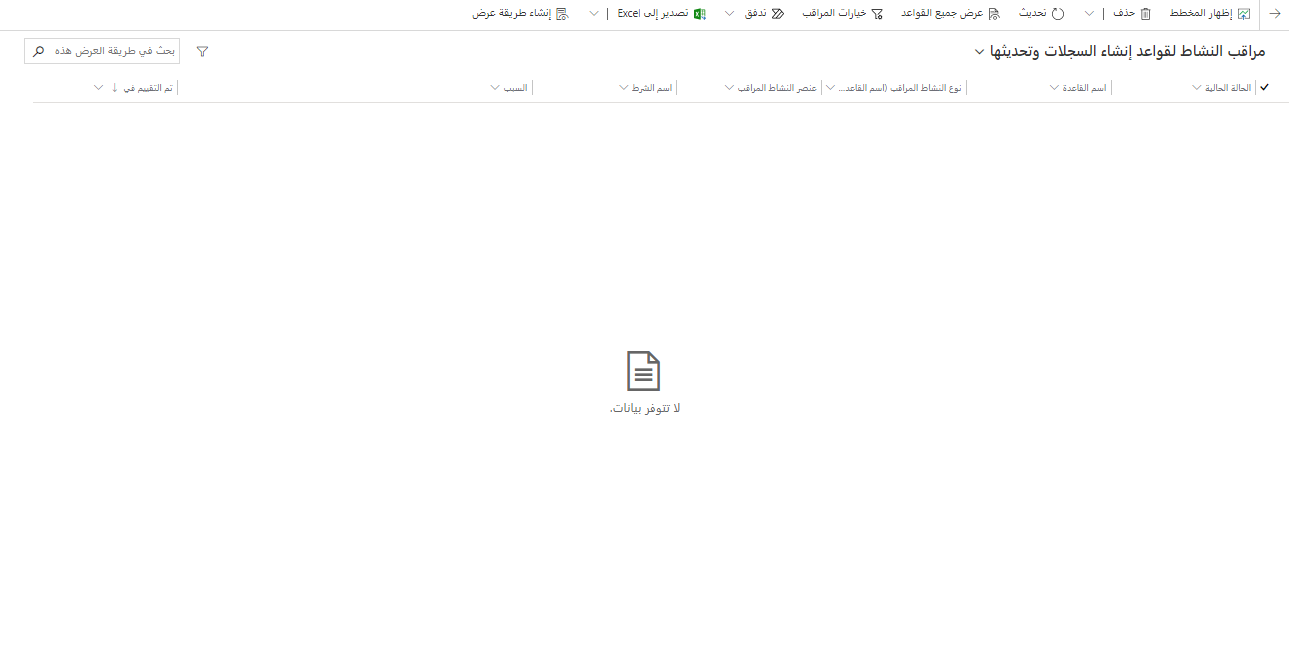 إظهار المخطط حذف تحديث عرض جميع القواعد خيارات المراقب تدفق تصدير إلى Excel إنشاء طريقة عرض
مراقب النشاط لقواعد إنشاء السجلات وتحديثها بحث في طريقة العرض هذه
الحالة الحالية اسم القاعدة نوع النشاط المراقب (اسم القاعد... عنصر النشاط المراقب اسم الشرط السبب تم التقييم في
لا تتوفر بيانات.